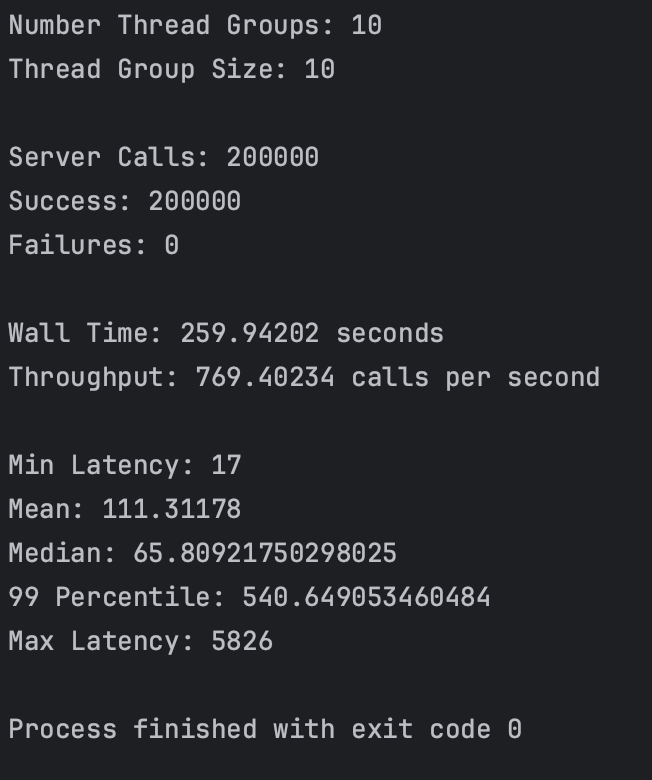 Number Thread Groups: 10
Thread Group Size: 10
Server Calls: 200000
Success: 200000
Failures: 0
Wall Time: 259.94202 seconds
Throughput: 769.40234 calls per second
Min Latency: 17
Mean: 111.31178
Median: 65.80921750298025
99 Percentile: 540.649053460484
Max Latency: 5826
Process finished with exit code 0